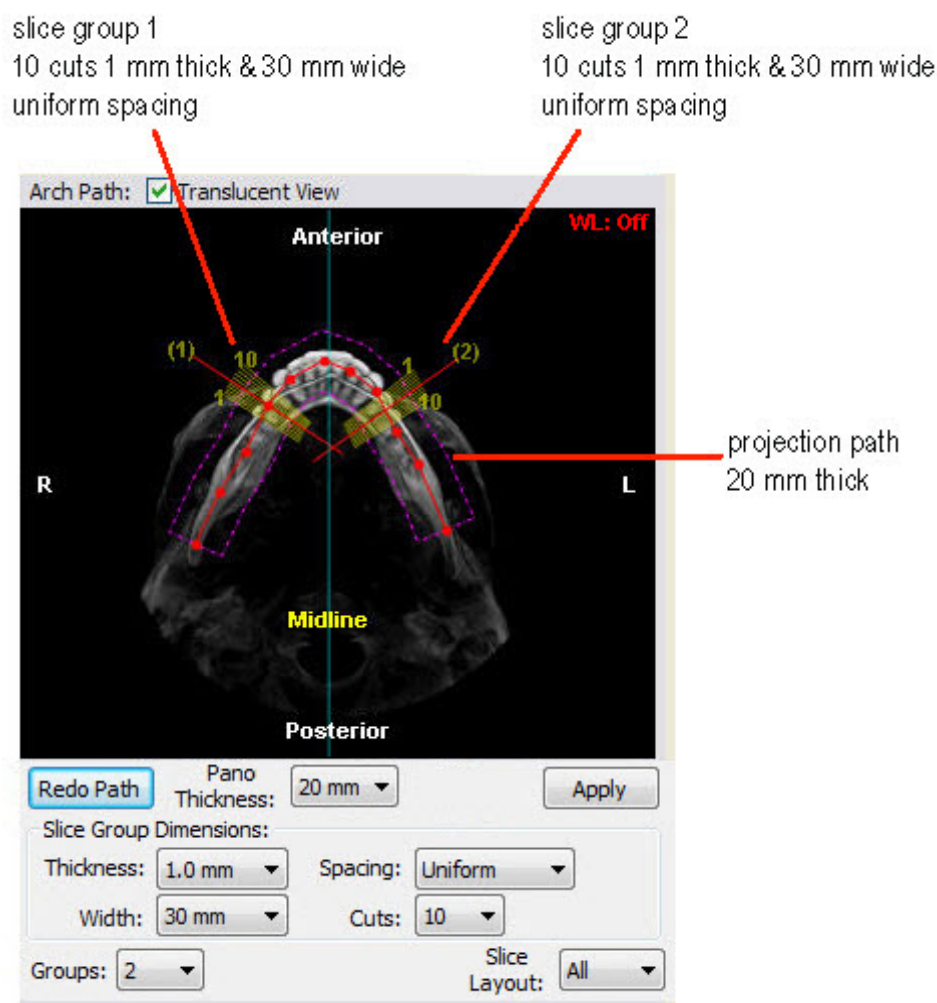 slice group 1
10 cuts 1 mm thick & 30 mm wide
uniform spacing
slice group 2
10 cuts 1 mm thick & 30 mm wide
uniform spacing
Arch Path: Translucent View
WL: Off
Anterior
(1)
10
1
(2)
1
10
projection path
20 mm thick
R
L
Midline
Posterior
Redo Path
Pano
Thickness:
20 mm
Apply
Slice Group Dimensions:
Thickness: 1.0 mm
Spacing: Uniform
Width: 30 mm
Cuts: 10
Groups: 2
Slice
Layout:
All